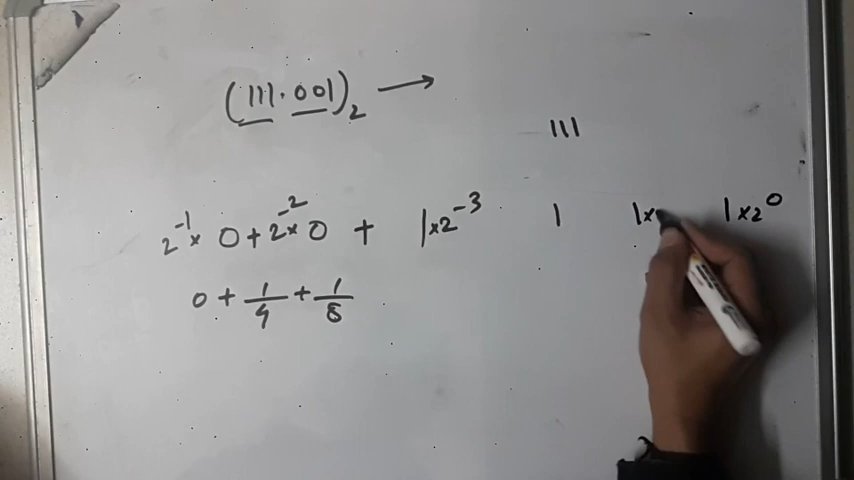 (111.001)₂ →
111
2⁻¹ × 0 + 2⁻² × 0 + 1×2⁻³ 1 1× 1×2⁰
0 + 1/4 + 1/8